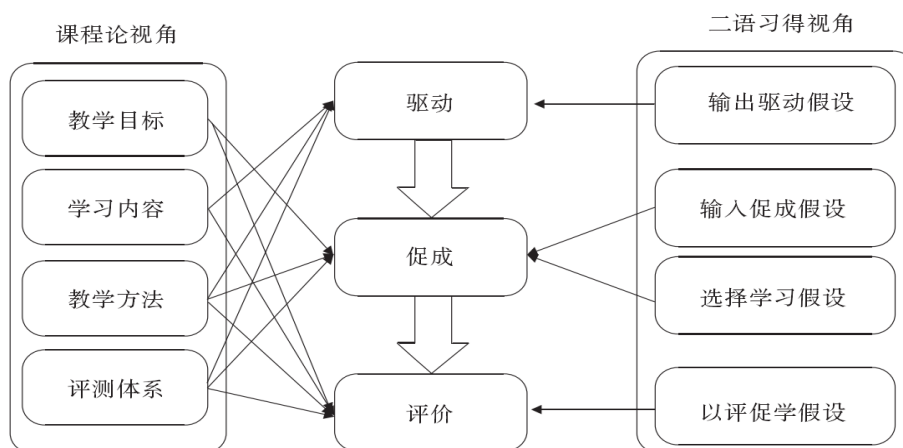 课程论视角
教学目标
学习内容
教学方法
评测体系
驱动
促成
评价
二语习得视角
输出驱动假设
输入促成假设
选择学习假设
以评促学假设